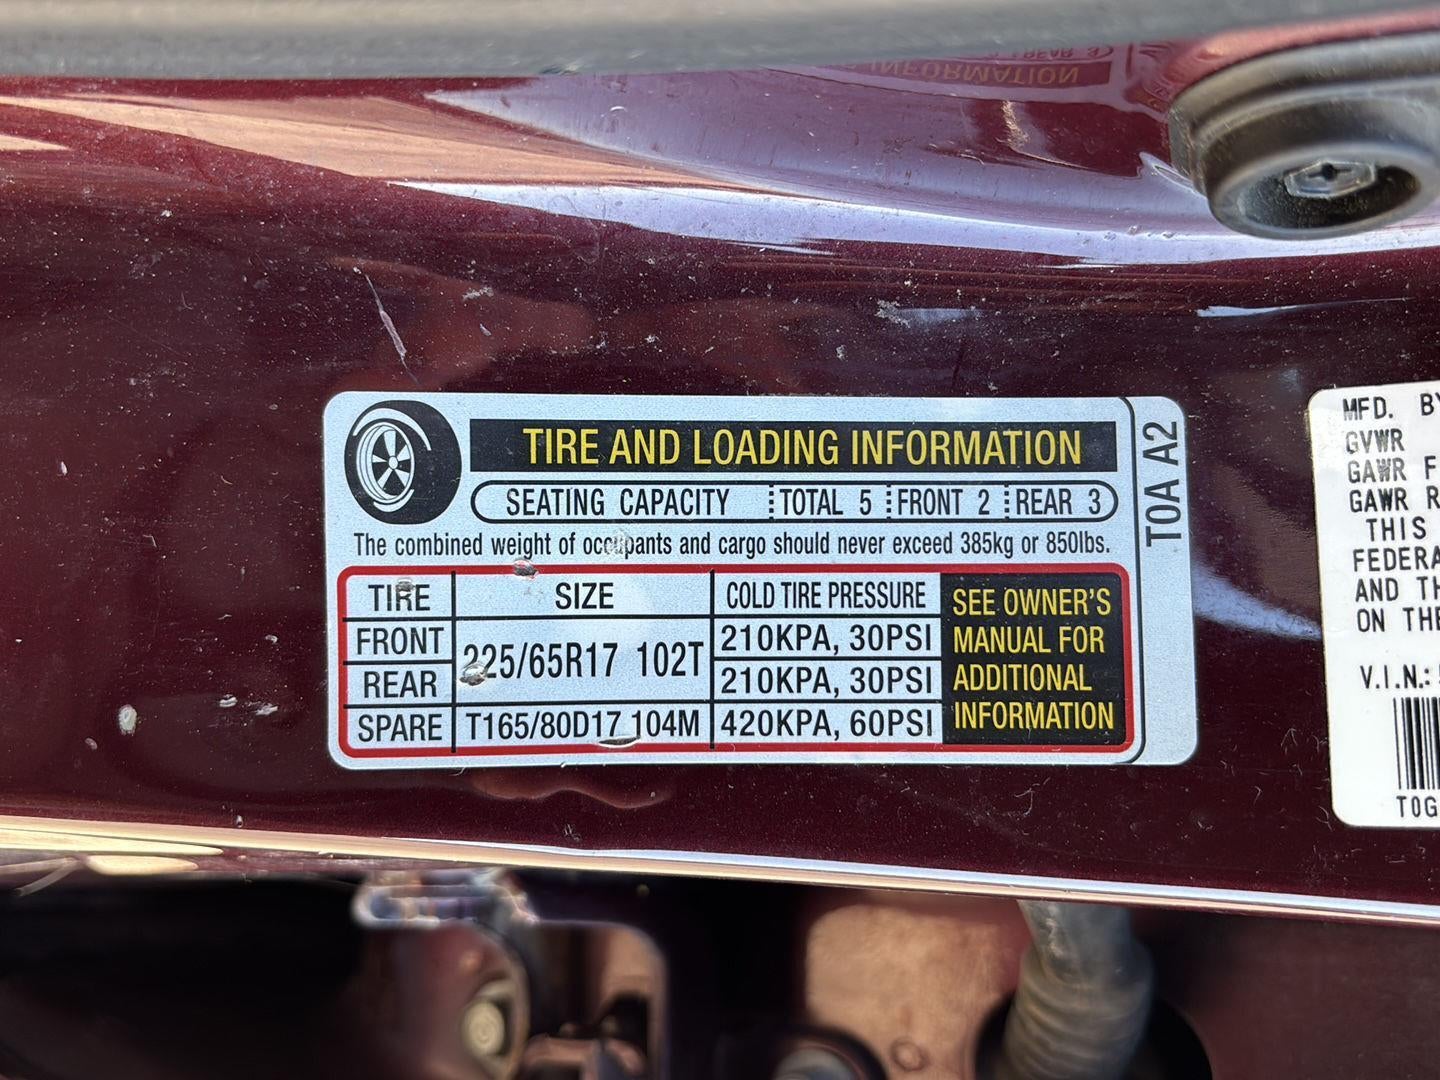 TIRE AND LOADING INFORMATION
SEATING CAPACITY TOTAL 5 FRONT 2 REAR 3
The combined weight of occupants and cargo should never exceed 385kg or 850lbs.
TIRE SIZE COLD TIRE PRESSURE
FRONT 225/65R17 102T 210KPA, 30PSI
REAR 210KPA, 30PSI
SPARE T165/80D17 104M 420KPA, 60PSI
SEE OWNER'S
MANUAL FOR
ADDITIONAL
INFORMATION
T0A A2
MFD. BY
GVWR
GAWR F
GAWR R
THIS
FEDERA
AND TH
ON THE
V.I.N.:
T0G
INFORMATION
REAR 3